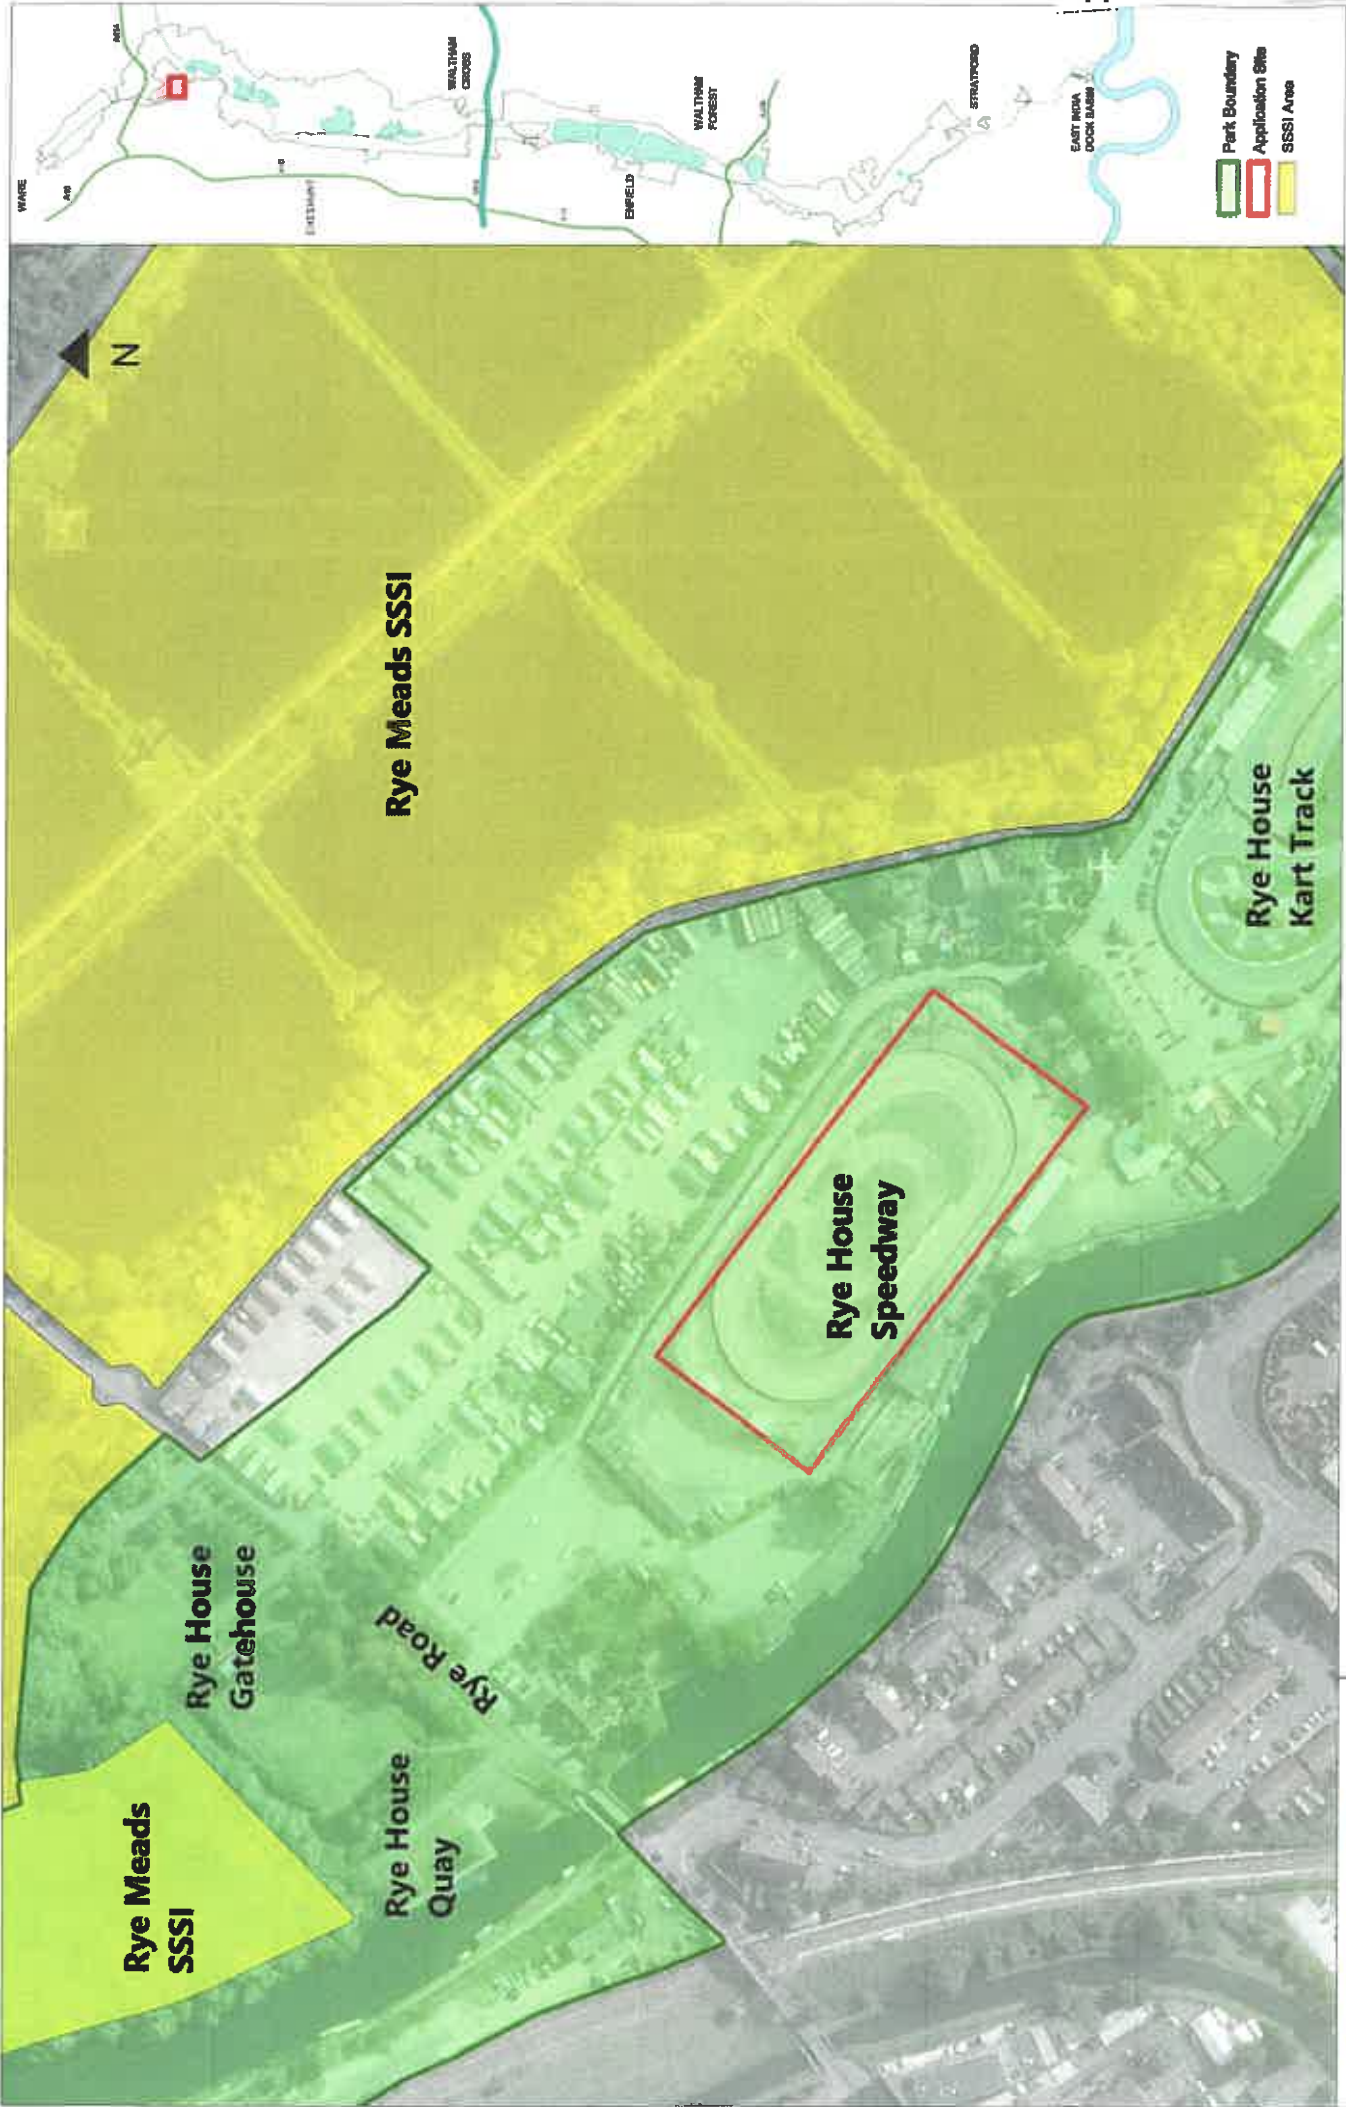 Rye Meads
SSSI
Rye House
Gatehouse
Rye House
Quay
Rye Road
Rye Meads SSSI
Rye House
Speedway
Rye House
Kart Track
N
WARE
A10
WALTHAM
CROSS
ENFIELD
WALTHAM
FOREST
STRATFORD
EAST INDIA
DOCK BASIN
Park Boundary
Application Site
SSSI Area